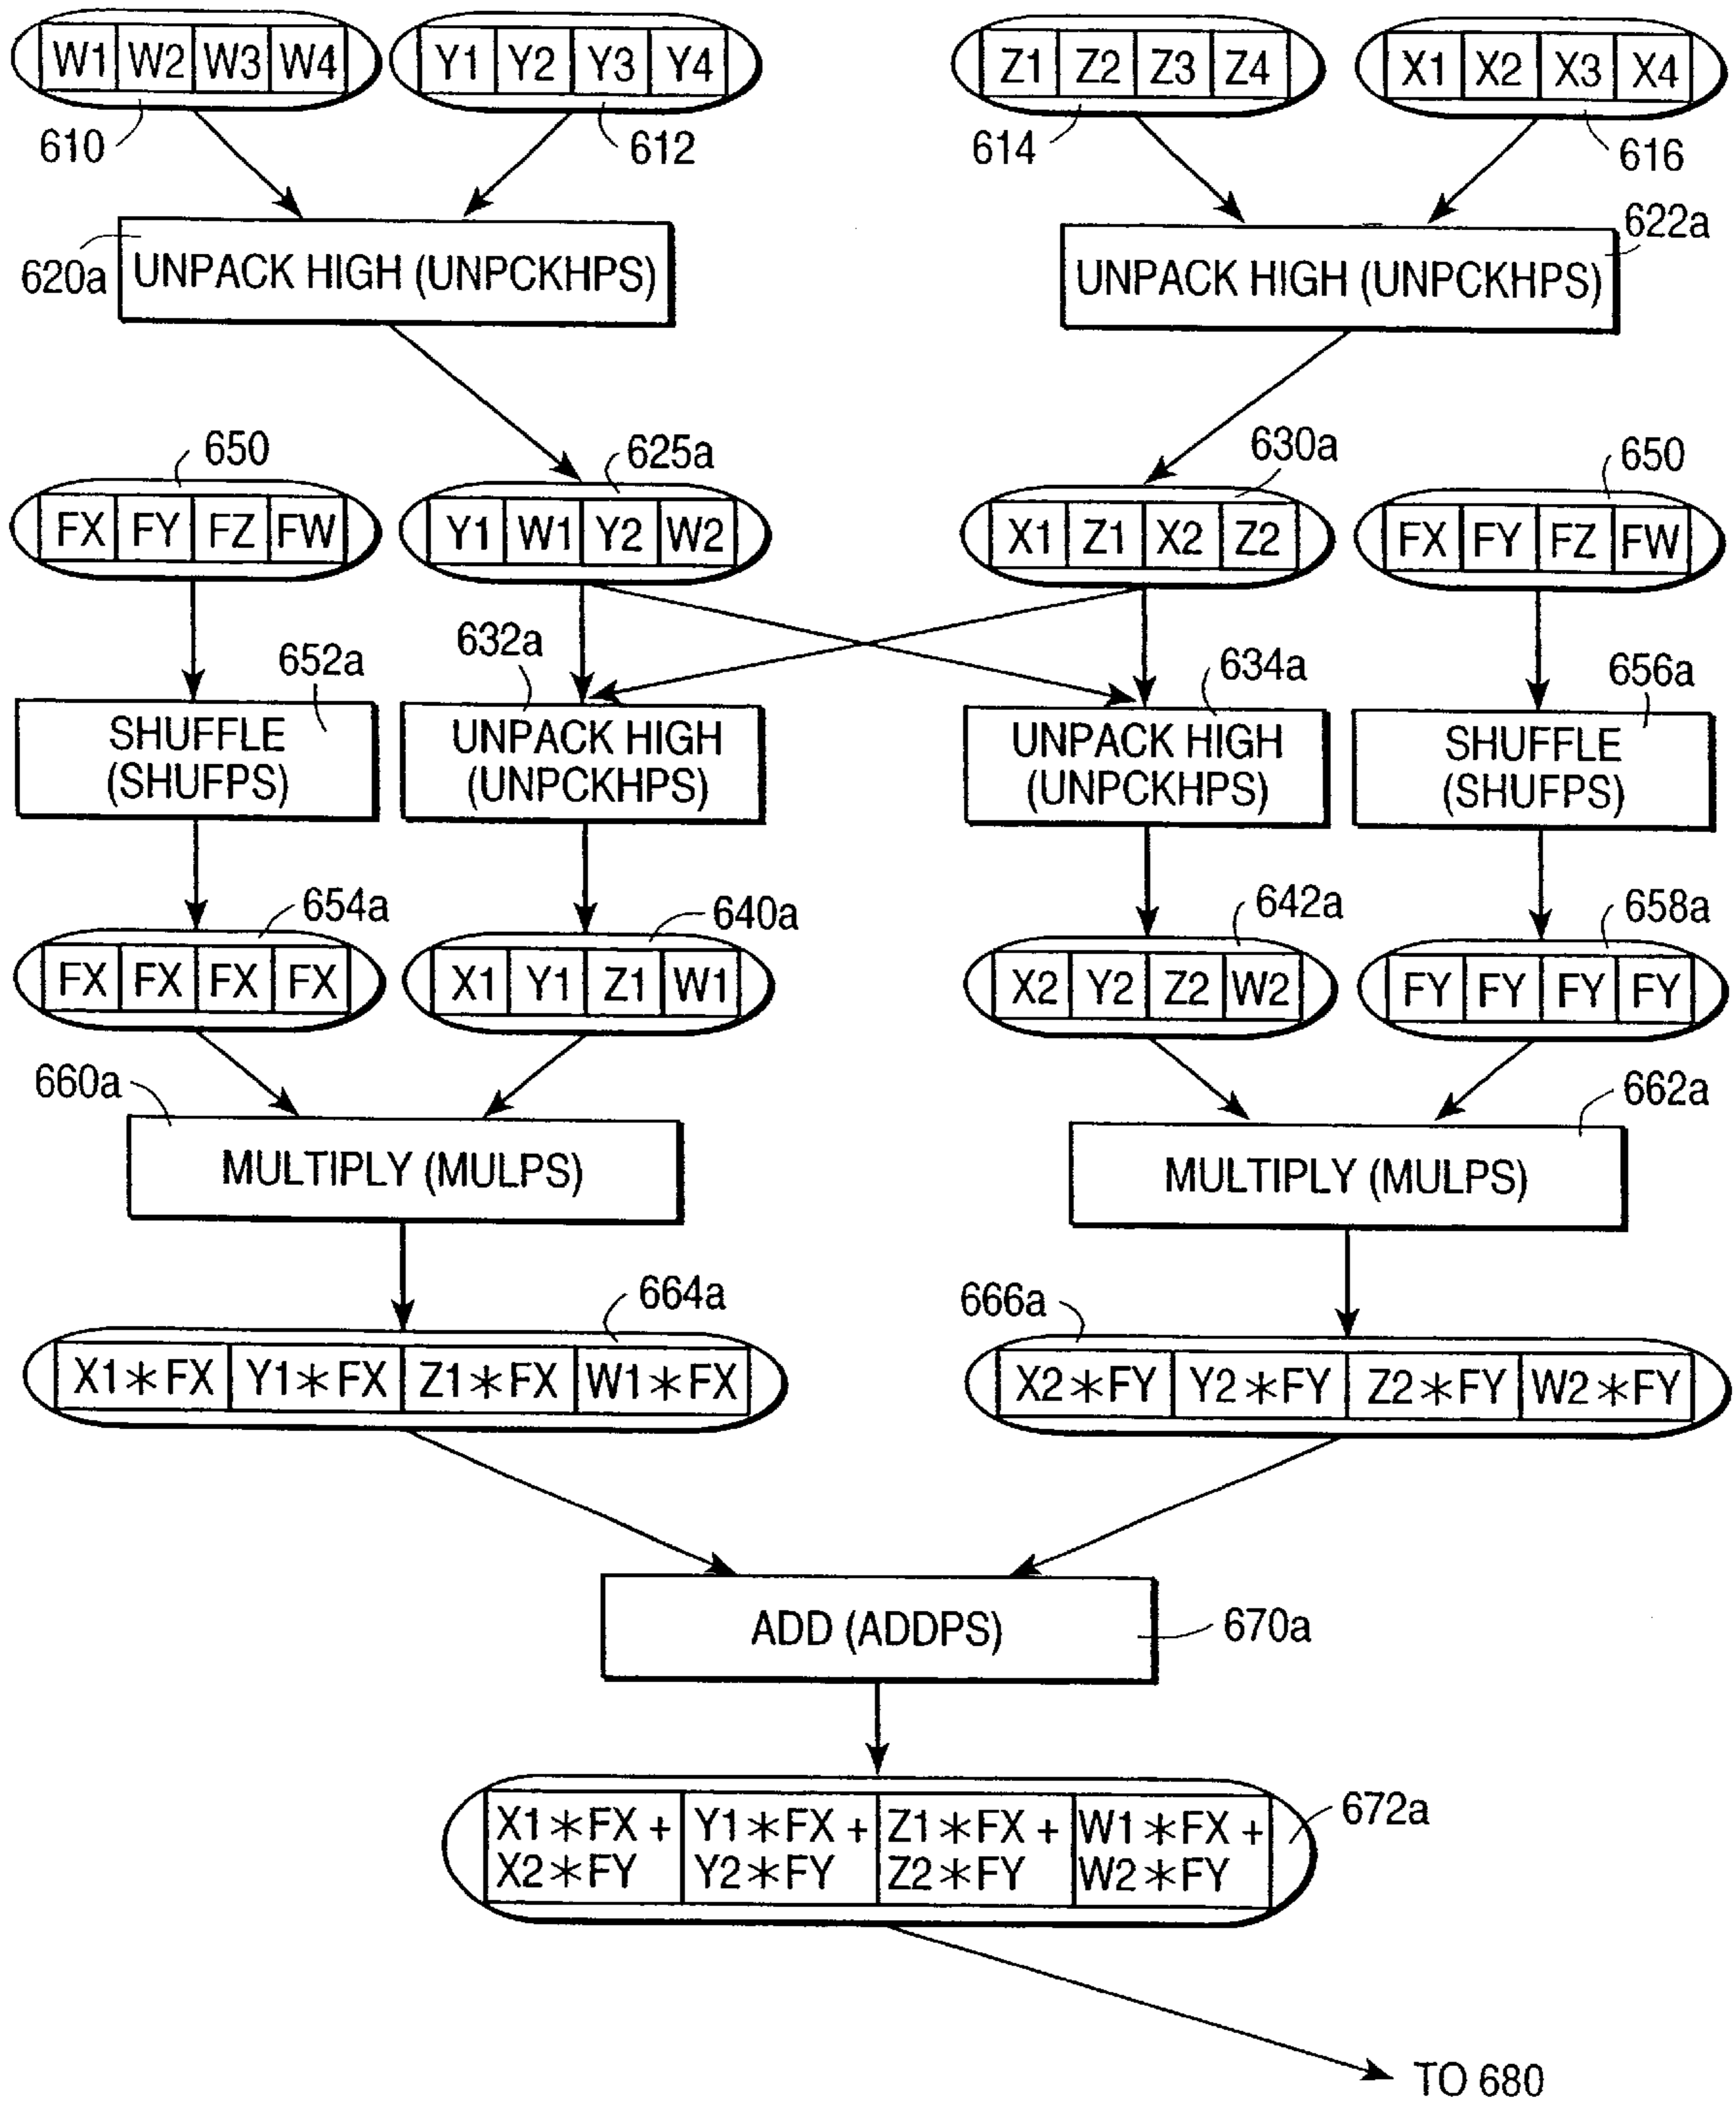 W1 W2 W3 W4
Y1 Y2 Y3 Y4
Z1 Z2 Z3 Z4
X1 X2 X3 X4
610
612
614
616
620a
UNPACK HIGH (UNPCKHPS)
622a
UNPACK HIGH (UNPCKHPS)
650
625a
630a
650
FX FY FZ FW
Y1 W1 Y2 W2
X1 Z1 X2 Z2
FX FY FZ FW
652a
632a
634a
656a
SHUFFLE
(SHUFPS)
UNPACK HIGH
(UNPCKHPS)
UNPACK HIGH
(UNPCKHPS)
SHUFFLE
(SHUFPS)
654a
640a
642a
658a
FX FX FX FX
X1 Y1 Z1 W1
X2 Y2 Z2 W2
FY FY FY FY
660a
MULTIPLY (MULPS)
662a
MULTIPLY (MULPS)
664a
666a
X1*FX Y1*FX Z1*FX W1*FX
X2*FY Y2*FY Z2*FY W2*FY
ADD (ADDPS)
670a
672a
X1*FX + Y1*FX + Z1*FX + W1*FX +
X2*FY Y2*FY Z2*FY W2*FY
TO 680